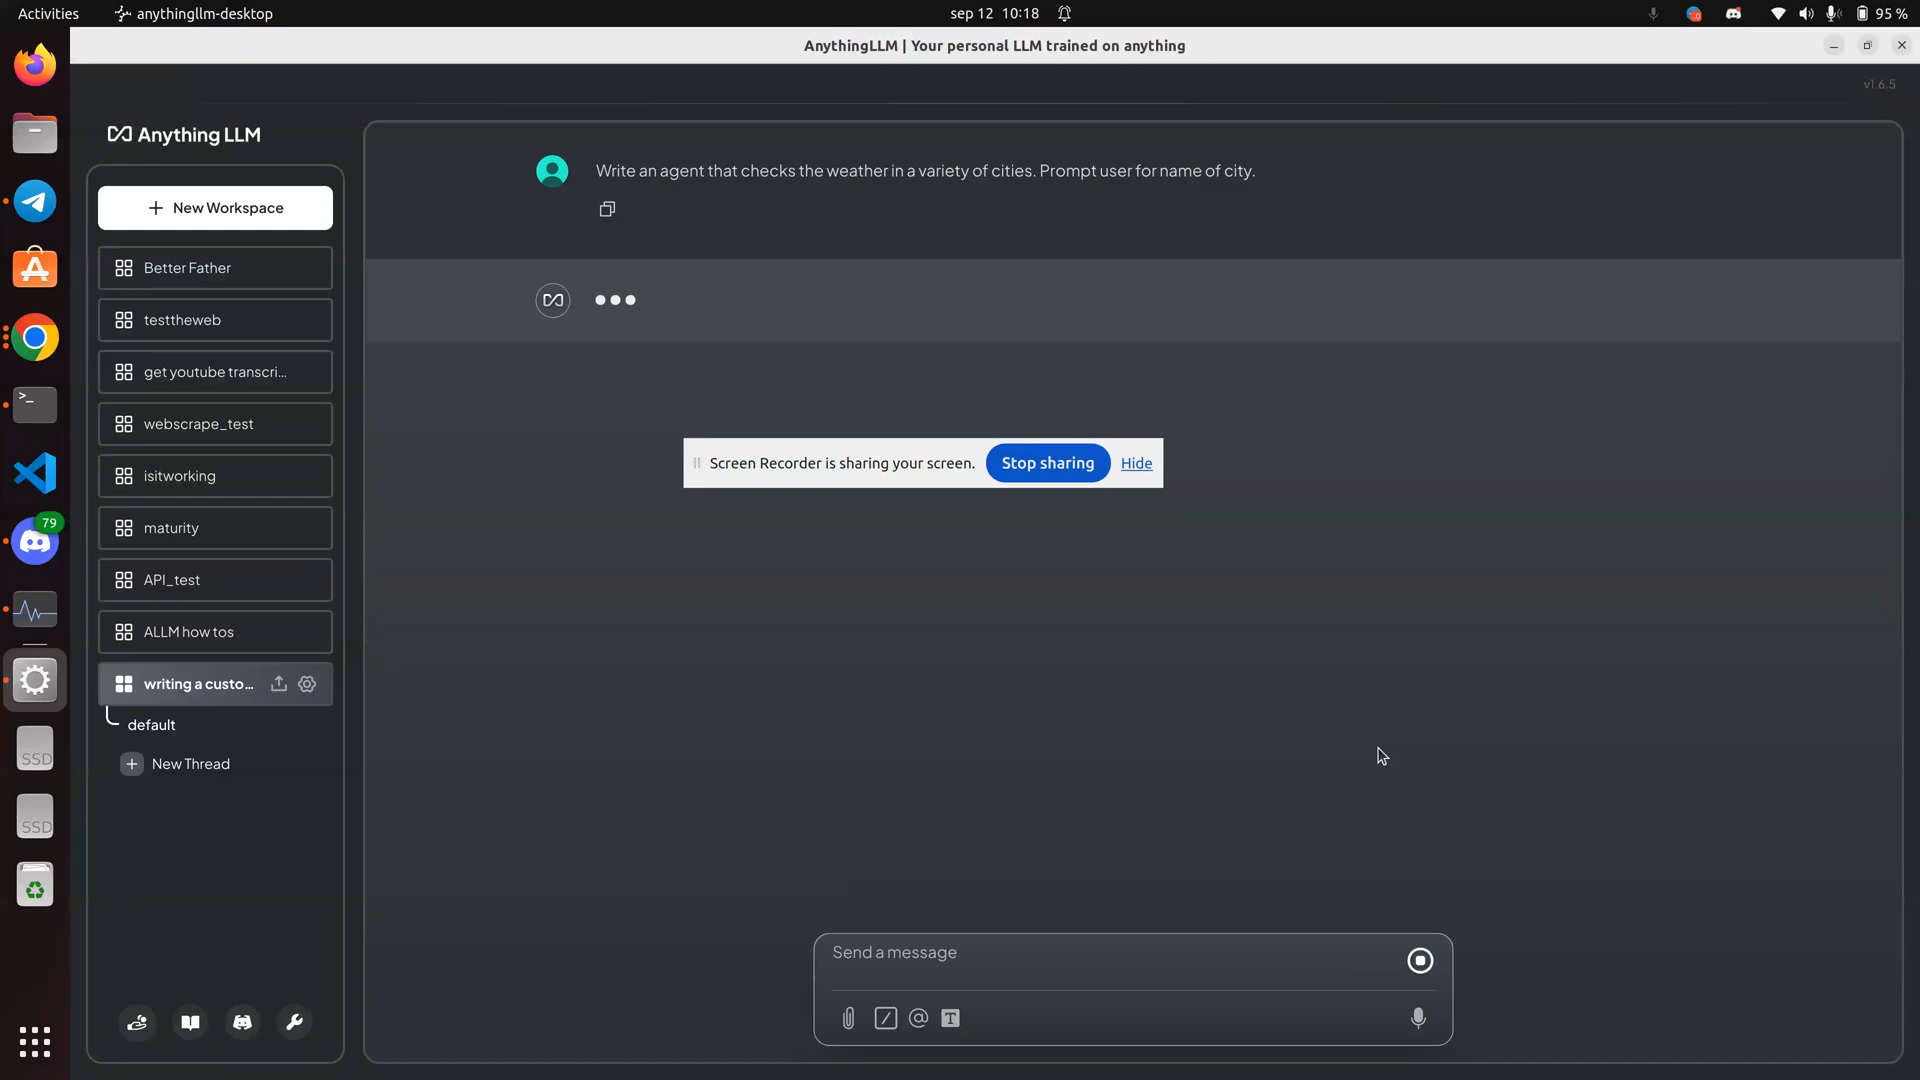 Activities
anythingllm-desktop
sep 12 10:18
95 %
AnythingLLM | Your personal LLM trained on anything
v1.6.5
Anything LLM
New Workspace
Better Father
testtheweb
get youtube transcri...
webscrape_test
isitworking
maturity
API_test
ALLM how tos
writing a custo...
default
New Thread
Write an agent that checks the weather in a variety of cities. Prompt user for name of city.
Screen Recorder is sharing your screen.
Stop sharing
Hide
Send a message
79
>_
SSD
SSD